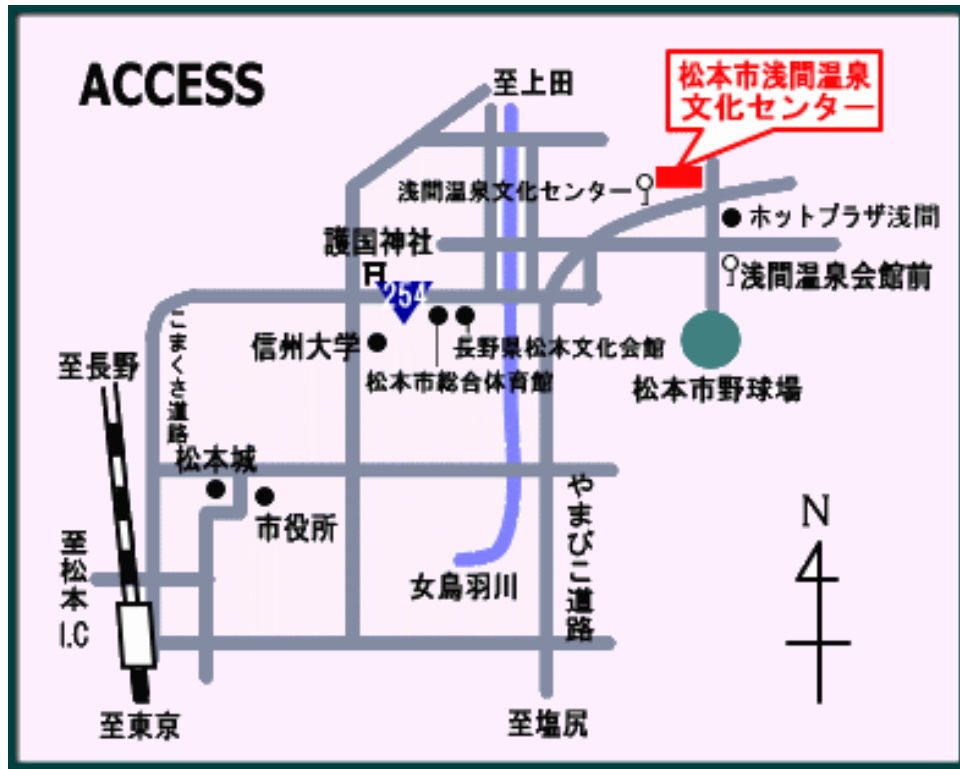 ACCESS
至上田
松本市浅間温泉
文化センター
浅間温泉文化センター
ホットプラザ浅間
護国神社
浅間温泉会館前
254
信州大学
長野県松本文化会館
松本市総合体育館
松本市野球場
至長野
こまくさ道路
松本城
市役所
やまびこ道路
至松本I.C
女鳥羽川
N
至東京
至塩尻